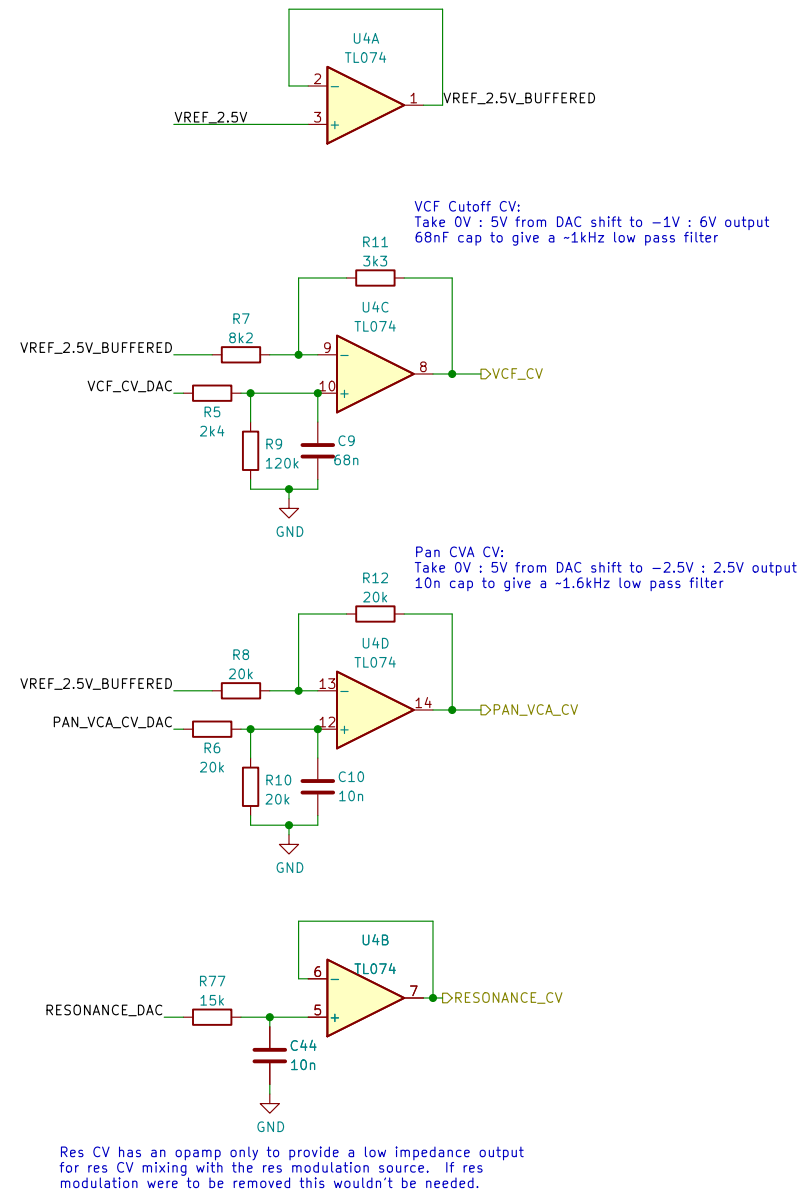 U4A
TL074
2
−
1
VREF_2.5V_BUFFERED
VREF_2.5V
3
+
VCF Cutoff CV:
Take 0V : 5V from DAC shift to −1V : 6V output
68nF cap to give a ~1kHz low pass filter
R11
3k3
U4C
TL074
R7
8k2
VREF_2.5V_BUFFERED
9
−
8
VCF_CV
VCF_CV_DAC
10
+
R5
2k4
R9
120k
C9
68n
GND
Pan CVA CV:
Take 0V : 5V from DAC shift to −2.5V : 2.5V output
10n cap to give a ~1.6kHz low pass filter
R12
20k
U4D
TL074
R8
20k
VREF_2.5V_BUFFERED
13
−
14
PAN_VCA_CV
PAN_VCA_CV_DAC
12
+
R6
20k
R10
20k
C10
10n
GND
U4B
TL074
6
−
7
RESONANCE_CV
R77
15k
RESONANCE_DAC
5
+
C44
10n
GND
Res CV has an opamp only to provide a low impedance output
for res CV mixing with the res modulation source.  If res
modulation were to be removed this wouldn't be needed.